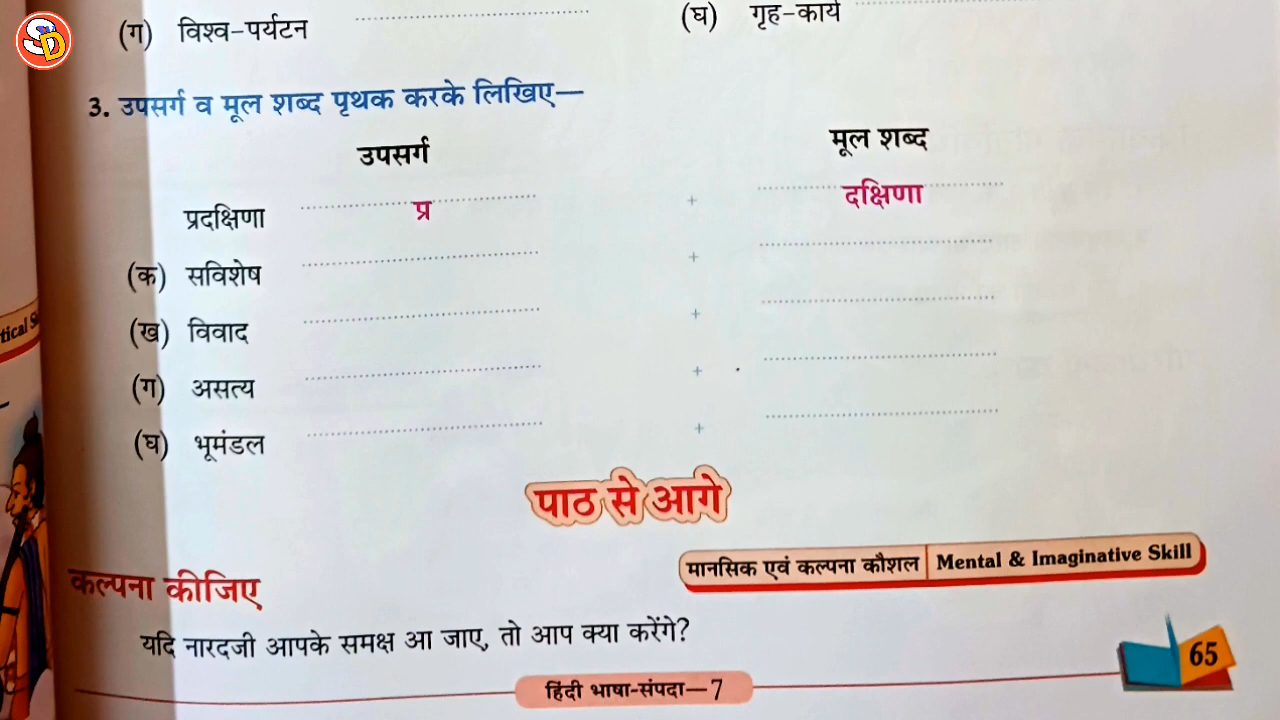 SD
(ग) विश्व-पर्यटन
(घ) गृह-कार्य
3. उपसर्ग व मूल शब्द पृथक करके लिखिए—
उपसर्ग मूल शब्द
प्रदक्षिणा प्र + दक्षिणा
(क) सविशेष +
(ख) विवाद +
(ग) असत्य +
(घ) भूमंडल +
पाठ से आगे
मानसिक एवं कल्पना कौशल | Mental & Imaginative Skill
कल्पना कीजिए
यदि नारदजी आपके समक्ष आ जाए, तो आप क्या करेंगे?
हिंदी भाषा-संपदा—7
65